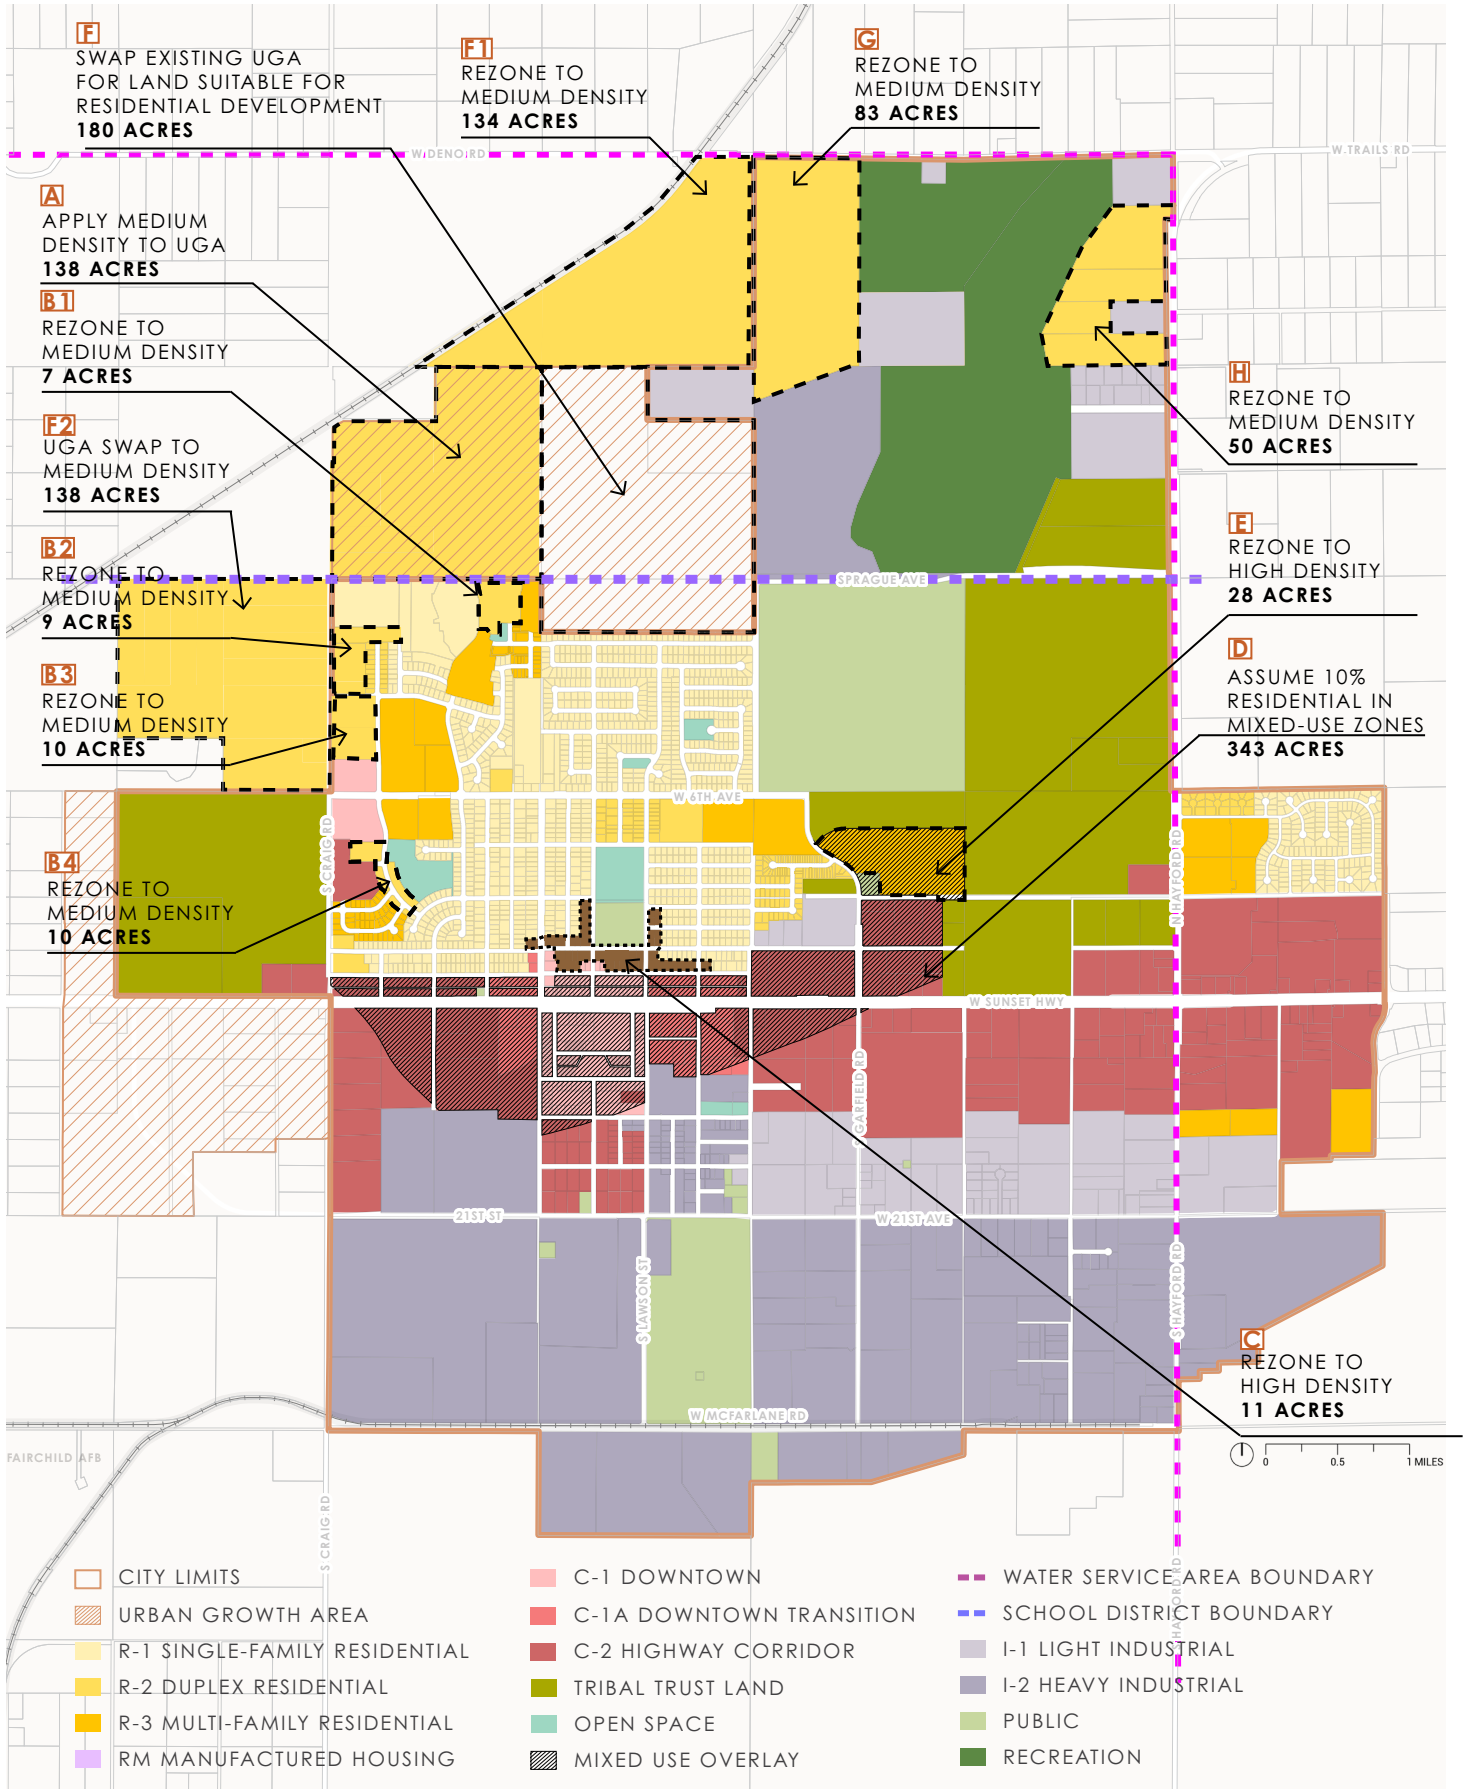 F
SWAP EXISTING UGA
FOR LAND SUITABLE FOR
RESIDENTIAL DEVELOPMENT
180 ACRES
F1
REZONE TO
MEDIUM DENSITY
134 ACRES
G
REZONE TO
MEDIUM DENSITY
83 ACRES
W DENO RD
W TRAILS RD
A
APPLY MEDIUM
DENSITY TO UGA
138 ACRES
B1
REZONE TO
MEDIUM DENSITY
7 ACRES
F2
UGA SWAP TO
MEDIUM DENSITY
138 ACRES
B2
REZONE TO
MEDIUM DENSITY
9 ACRES
B3
REZONE TO
MEDIUM DENSITY
10 ACRES
B4
REZONE TO
MEDIUM DENSITY
10 ACRES
H
REZONE TO
MEDIUM DENSITY
50 ACRES
E
REZONE TO
HIGH DENSITY
28 ACRES
D
ASSUME 10%
RESIDENTIAL IN
MIXED-USE ZONES
343 ACRES
SPRAGUE AVE
W 6TH AVE
S CRAIG RD
N HAYFORD RD
W SUNSET HWY
S GARFIELD RD
21ST ST
W 21ST AVE
S LAWSON ST
S HAYFORD RD
C
REZONE TO
HIGH DENSITY
11 ACRES
W MCFARLANE RD
FAIRCHILD AFB
0 0.5 1 MILES
S CRAIG RD
S HAYFORD RD
CITY LIMITS
URBAN GROWTH AREA
R-1 SINGLE-FAMILY RESIDENTIAL
R-2 DUPLEX RESIDENTIAL
R-3 MULTI-FAMILY RESIDENTIAL
RM MANUFACTURED HOUSING
C-1 DOWNTOWN
C-1A DOWNTOWN TRANSITION
C-2 HIGHWAY CORRIDOR
TRIBAL TRUST LAND
OPEN SPACE
MIXED USE OVERLAY
WATER SERVICE AREA BOUNDARY
SCHOOL DISTRICT BOUNDARY
I-1 LIGHT INDUSTRIAL
I-2 HEAVY INDUSTRIAL
PUBLIC
RECREATION